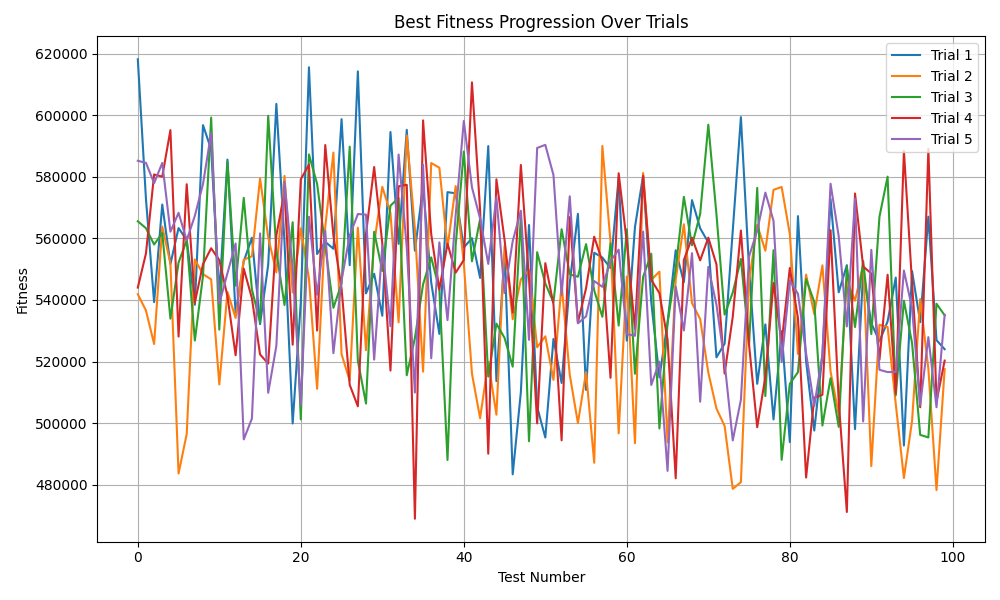 Best Fitness Progression Over Trials
620000
600000
580000
560000
540000
520000
500000
480000
Fitness
0 20 40 60 80 100
Test Number
Trial 1
Trial 2
Trial 3
Trial 4
Trial 5